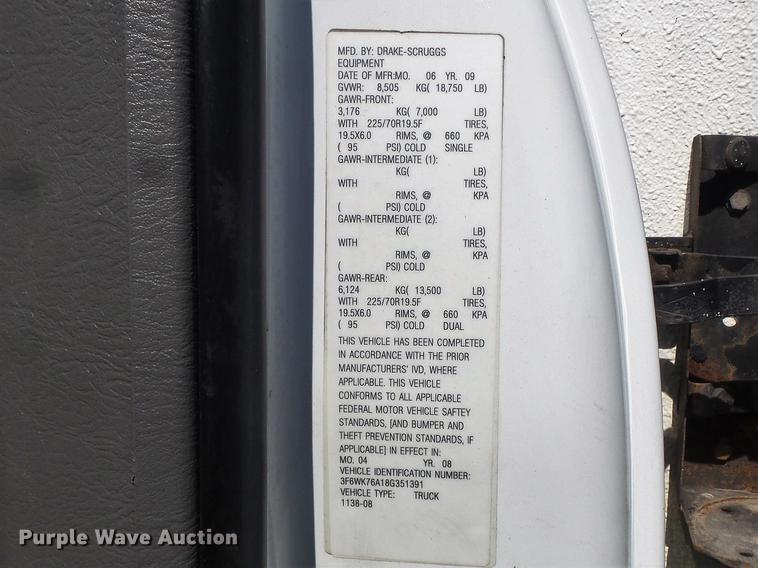 MFD. BY: DRAKE-SCRUGGS
EQUIPMENT
DATE OF MFR:MO. 06 YR. 09
GVWR: 8,505 KG( 18,750 LB)
GAWR-FRONT:
3,176 KG( 7,000 LB)
WITH 225/70R19.5F TIRES,
19.5X6.0 RIMS, @ 660 KPA
( 95 PSI) COLD SINGLE
GAWR-INTERMEDIATE (1):
KG( LB)
WITH TIRES,
RIMS, @ KPA
( PSI) COLD
GAWR-INTERMEDIATE (2):
KG( LB)
WITH TIRES,
RIMS, @ KPA
( PSI) COLD
GAWR-REAR:
6,124 KG( 13,500 LB)
WITH 225/70R19.5F TIRES,
19.5X6.0 RIMS, @ 660 KPA
( 95 PSI) COLD DUAL
THIS VEHICLE HAS BEEN COMPLETED
IN ACCORDANCE WITH THE PRIOR
MANUFACTURERS' IVD, WHERE
APPLICABLE. THIS VEHICLE
CONFORMS TO ALL APPLICABLE
FEDERAL MOTOR VEHICLE SAFTEY
STANDARDS, [AND BUMPER AND
THEFT PREVENTION STANDARDS, IF
APPLICABLE] IN EFFECT IN:
MO. 04 YR. 08
VEHICLE IDENTIFICATION NUMBER:
3F6WK76A18G351391
VEHICLE TYPE: TRUCK
1138-08
Purple Wave Auction